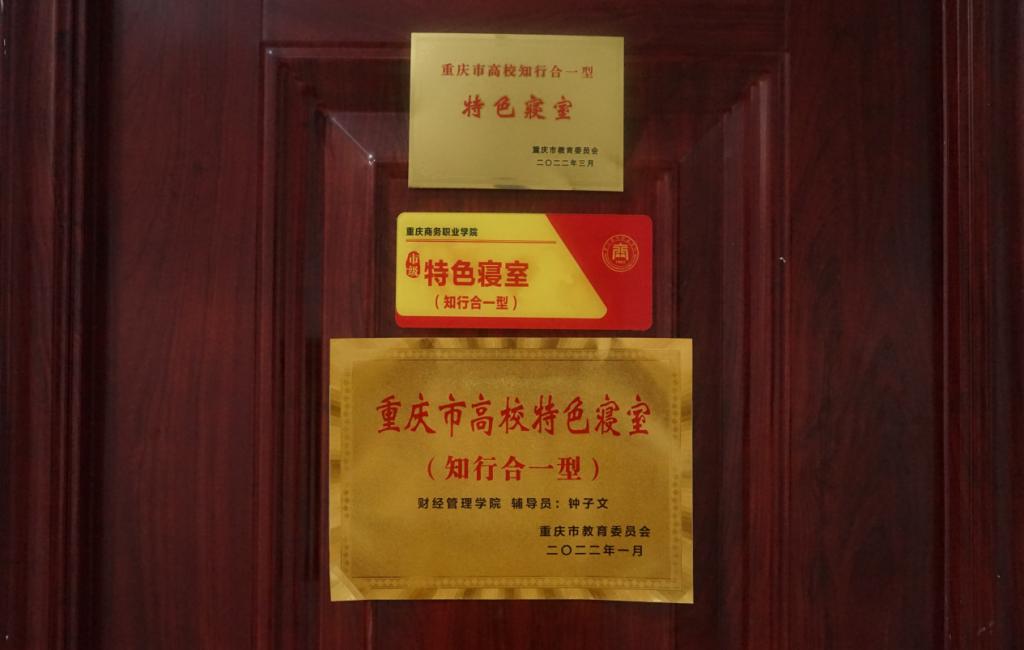 重庆市高校知行合一型
特色寝室
重庆市教育委员会
二〇二二年三月
重庆商务职业学院
市级
特色寝室
（知行合一型）
重庆市高校特色寝室
（知行合一型）
财经管理学院 辅导员：钟子文
重庆市教育委员会
二〇二二年一月